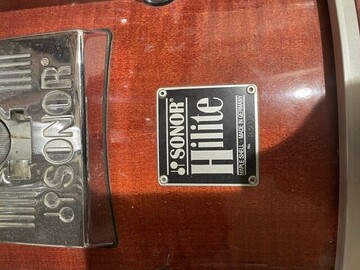 SONOR®
SONOR®
Hilite
MAPLE SHELL · MADE IN GERMANY